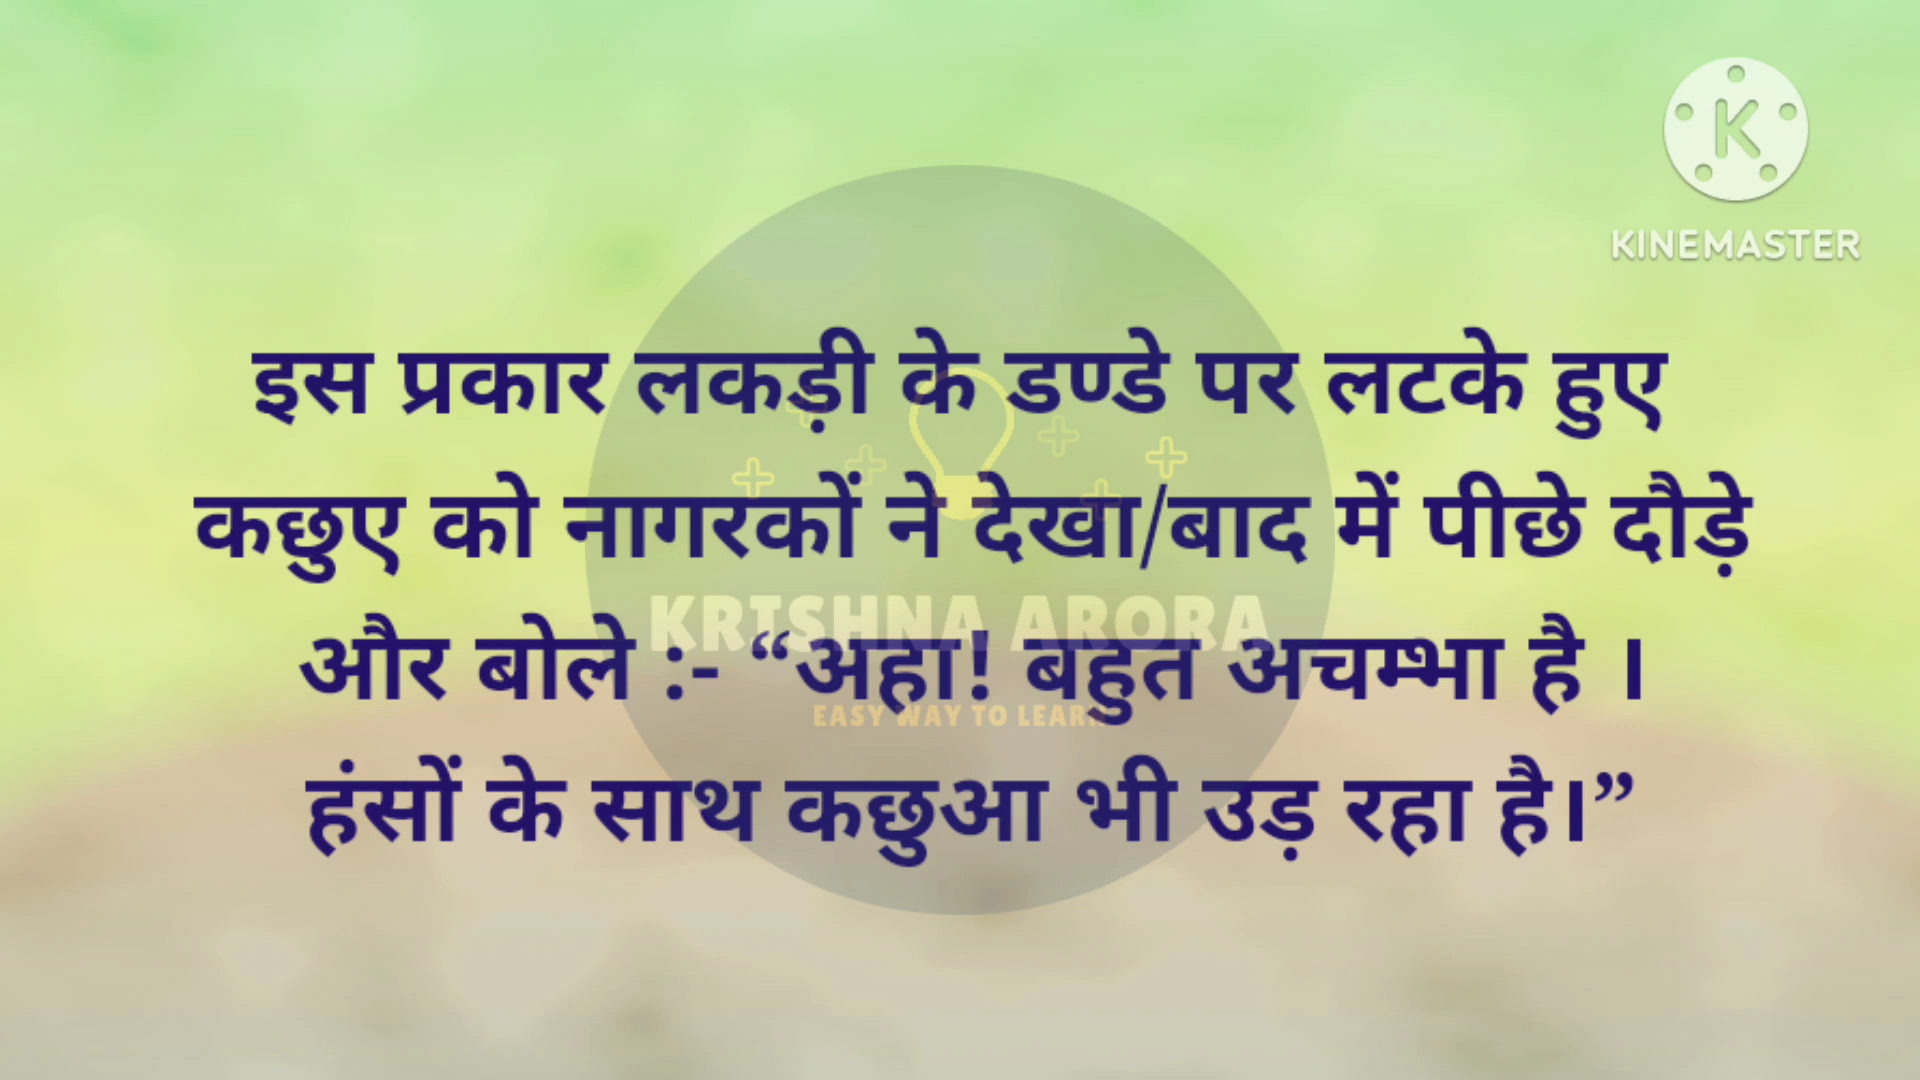 K
KINEMASTER
इस प्रकार लकड़ी के डण्डे पर लटके हुए
कछुए को नागरकों ने देखा/बाद में पीछे दौड़े
और बोले :- “अहा! बहुत अचम्भा है ।
हंसों के साथ कछुआ भी उड़ रहा है।”
KRISHNA ARORA
EASY WAY TO LEARN